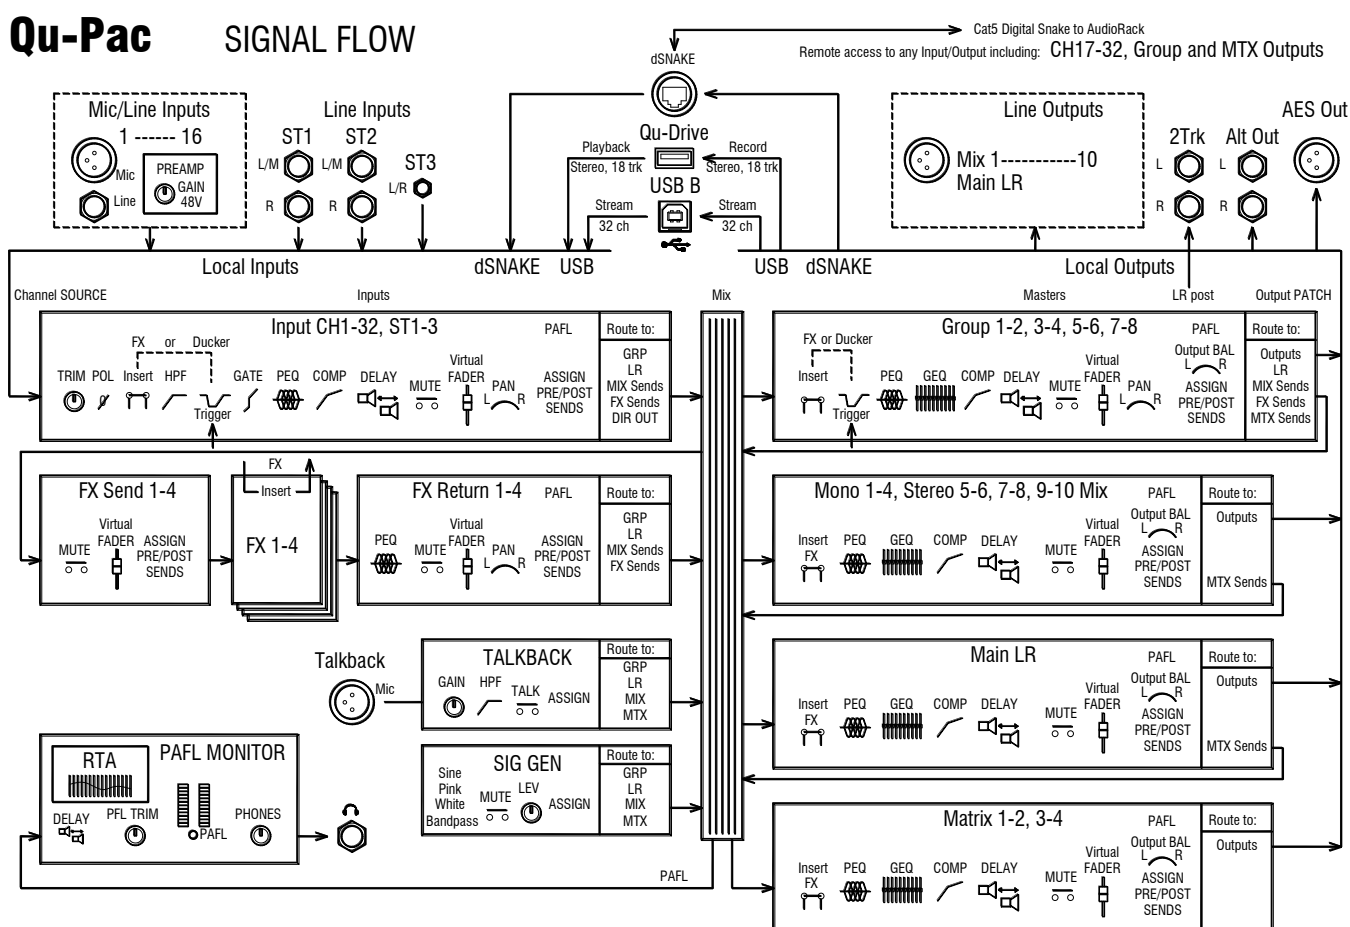 Qu-Pac SIGNAL FLOW
Cat5 Digital Snake to AudioRack
Remote access to any Input/Output including: CH17-32, Group and MTX Outputs
dSNAKE
Mic/Line Inputs
1 ------ 16
Mic
Line
PREAMP
GAIN
48V
Line Inputs
ST1
ST2
ST3
L/M
L/M
L/R
R
R
Qu-Drive
Playback
Stereo, 18 trk
Record
Stereo, 18 trk
USB B
Stream
32 ch
Stream
32 ch
Line Outputs
Mix 1-----------10
Main LR
2Trk
Alt Out
AES Out
L
L
R
R
Local Inputs
dSNAKE
USB
USB
dSNAKE
Local Outputs
Channel SOURCE
Inputs
Mix
Masters
LR post
Output PATCH
Input CH1-32, ST1-3
PAFL
Route to:
FX or Ducker
TRIM
POL
Insert
HPF
Trigger
GATE
PEQ
COMP
DELAY
MUTE
Virtual
FADER
PAN
L R
ASSIGN
PRE/POST
SENDS
GRP
LR
MIX Sends
FX Sends
DIR OUT
Group 1-2, 3-4, 5-6, 7-8
PAFL
Route to:
FX or Ducker
Insert
Trigger
PEQ
GEQ
COMP
DELAY
MUTE
Virtual
FADER
PAN
L R
Output BAL
L R
ASSIGN
PRE/POST
SENDS
Outputs
LR
MIX Sends
FX Sends
MTX Sends
FX Send 1-4
MUTE
Virtual
FADER
ASSIGN
PRE/POST
SENDS
FX
Insert
FX 1-4
FX Return 1-4
PAFL
Route to:
PEQ
MUTE
Virtual
FADER
PAN
L R
ASSIGN
PRE/POST
SENDS
GRP
LR
MIX Sends
FX Sends
Mono 1-4, Stereo 5-6, 7-8, 9-10 Mix
PAFL
Route to:
Insert
FX
PEQ
GEQ
COMP
DELAY
MUTE
Virtual
FADER
Output BAL
L R
ASSIGN
PRE/POST
SENDS
Outputs
MTX Sends
Talkback
Mic
TALKBACK
Route to:
GAIN
HPF
TALK
ASSIGN
GRP
LR
MIX
MTX
Main LR
PAFL
Route to:
Insert
FX
PEQ
GEQ
COMP
DELAY
MUTE
Virtual
FADER
Output BAL
L R
ASSIGN
PRE/POST
SENDS
Outputs
MTX Sends
RTA
PAFL MONITOR
DELAY
PFL TRIM
PAFL
PHONES
SIG GEN
Route to:
Sine
Pink
White
Bandpass
MUTE
LEV
ASSIGN
GRP
LR
MIX
MTX
PAFL
Matrix 1-2, 3-4
PAFL
Route to:
Insert
FX
PEQ
GEQ
COMP
DELAY
MUTE
Virtual
FADER
Output BAL
L R
ASSIGN
PRE/POST
SENDS
Outputs